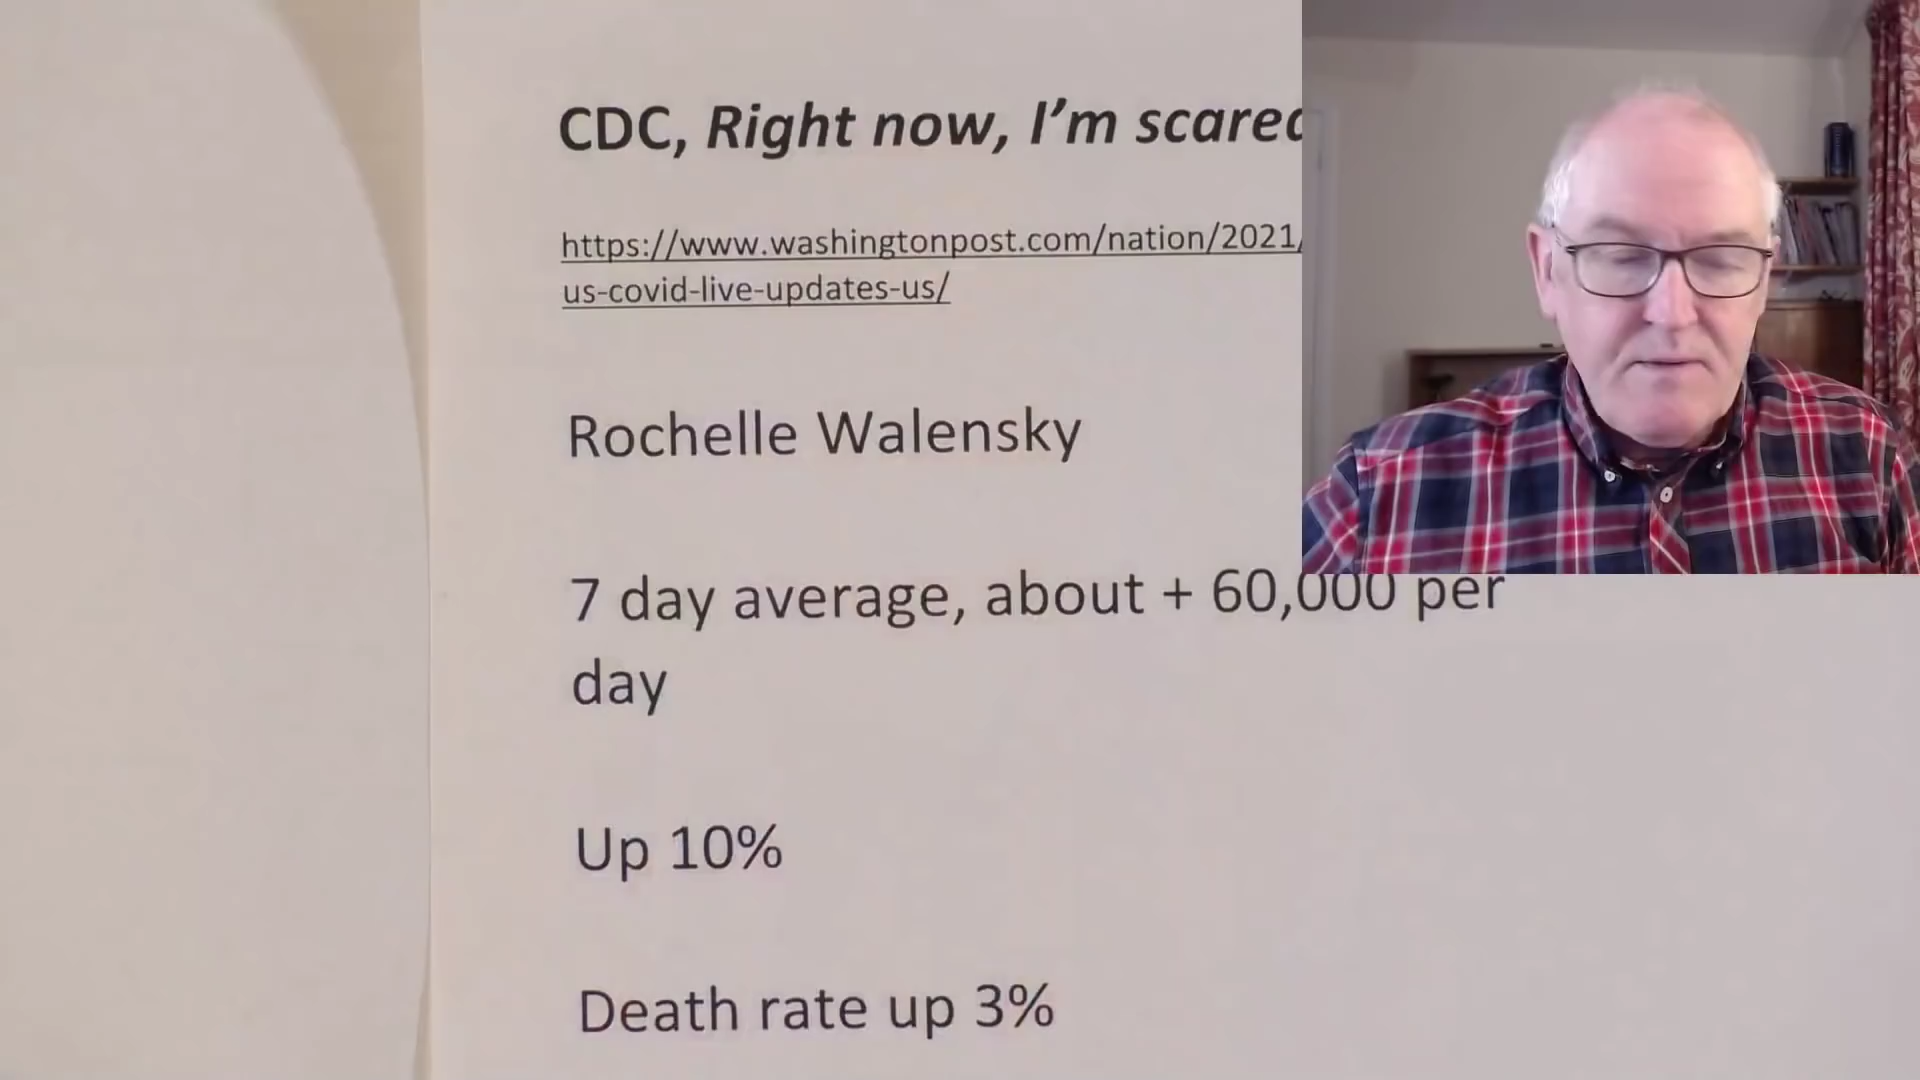 CDC, Right now, I'm scared
https://www.washingtonpost.com/nation/2021/
us-covid-live-updates-us/
Rochelle Walensky
7 day average, about + 60,000 per
day
Up 10%
Death rate up 3%